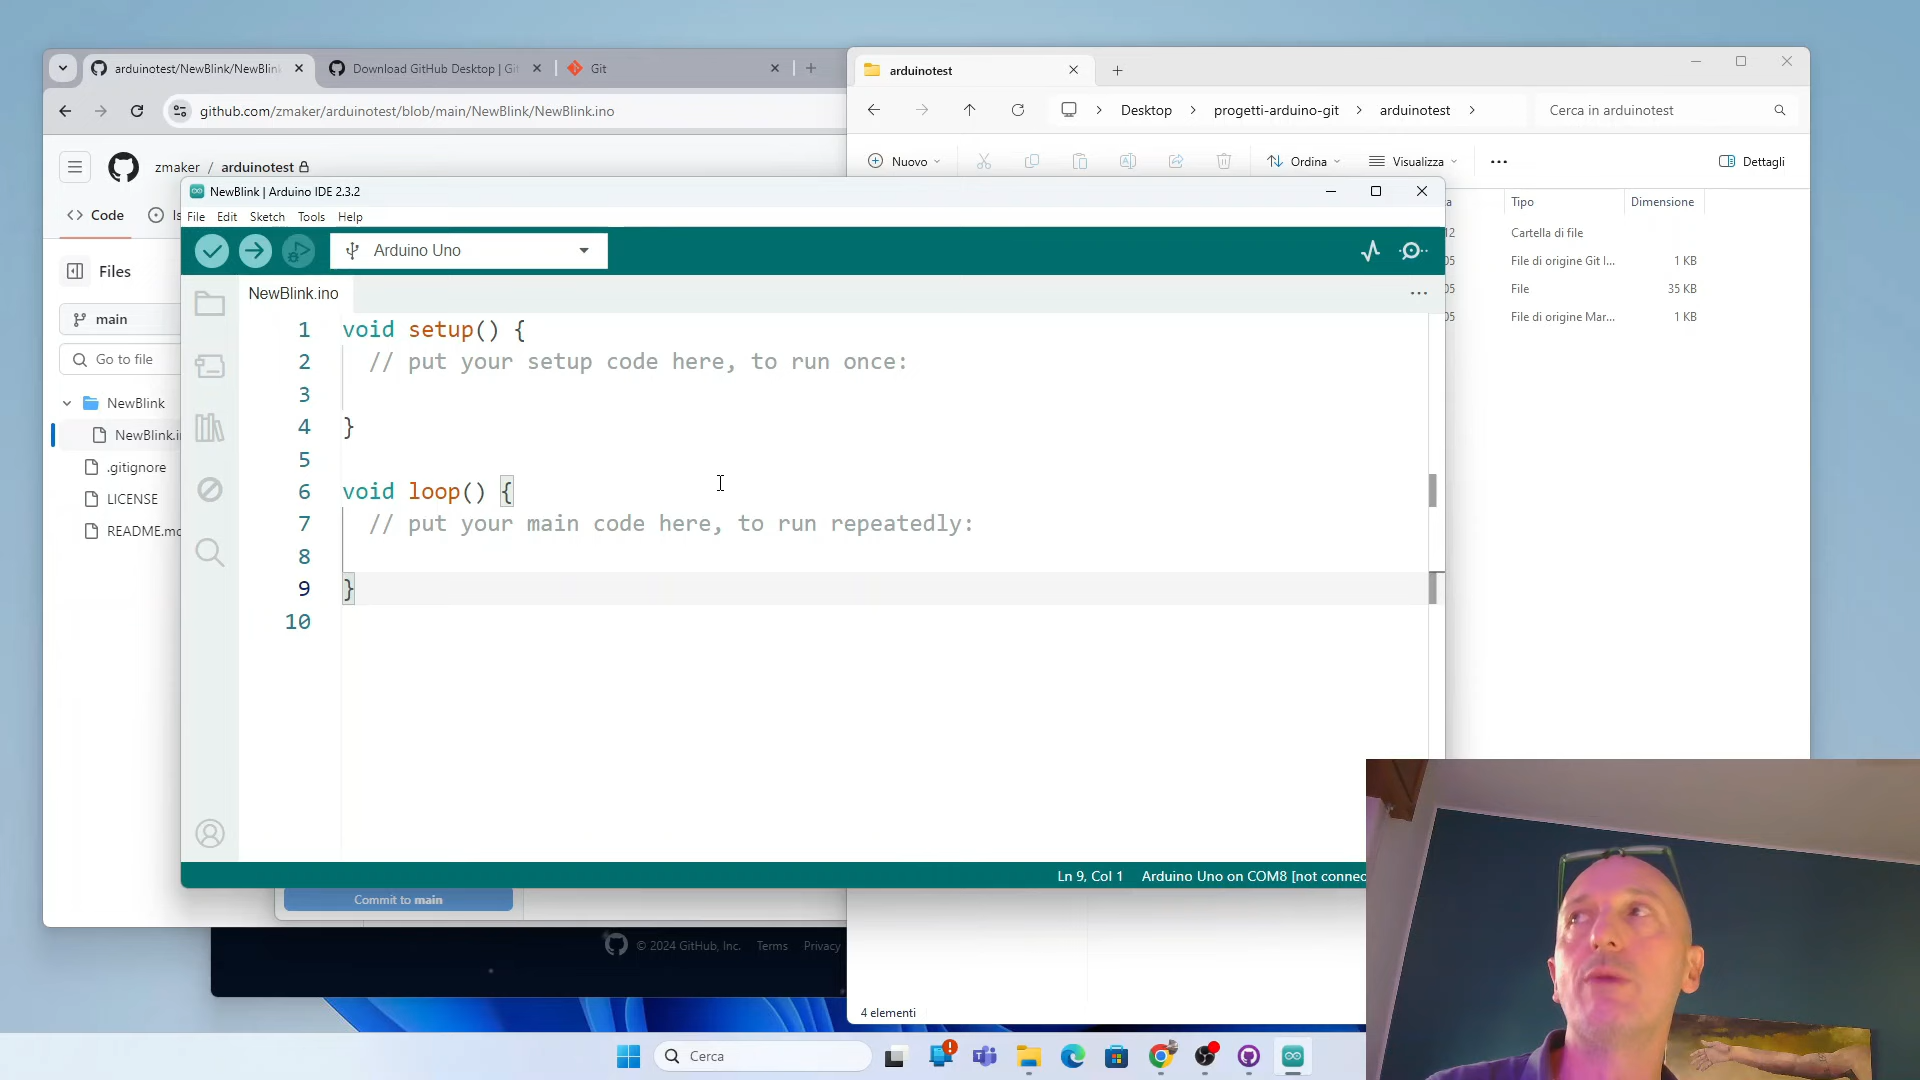 arduinotest/NewBlink/NewBlink
Download GitHub Desktop | Git
Git
github.com/zmaker/arduinotest/blob/main/NewBlink/NewBlink.ino
zmaker / arduinotest
Code
Files
main
Go to file
NewBlink
NewBlink.i
.gitignore
LICENSE
README.m
arduinotest
Desktop > progetti-arduino-git > arduinotest >
Cerca in arduinotest
Nuovo
Ordina
Visualizza
Dettagli
Tipo
Dimensione
12
Cartella di file
05
File di origine Git I...
1 KB
05
File
35 KB
05
File di origine Mar...
1 KB
4 elementi
NewBlink | Arduino IDE 2.3.2
File Edit Sketch Tools Help
Arduino Uno
NewBlink.ino
1 void setup() {
2 // put your setup code here, to run once:
3
4 }
5
6 void loop() {
7 // put your main code here, to run repeatedly:
8
9 }
10
Ln 9, Col 1 Arduino Uno on COM8 [not connec
Commit to main
© 2024 GitHub, Inc. Terms Privacy
Cerca